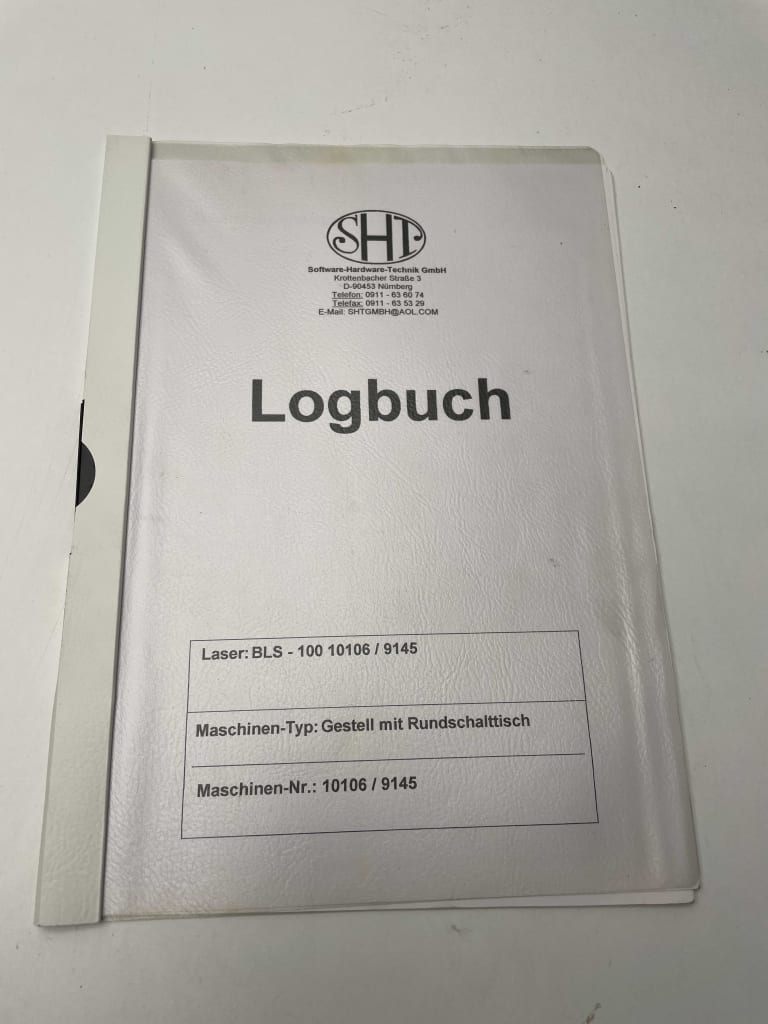 SHT
Software-Hardware-Technik GmbH
Krottenbacher Straße 3
D-90453 Nürnberg
Telefon: 0911 - 63 60 74
Telefax: 0911 - 63 53 29
E-Mail: SHTGMBH@AOL.COM
Logbuch
Laser: BLS - 100 10106 / 9145
Maschinen-Typ: Gestell mit Rundschalttisch
Maschinen-Nr.: 10106 / 9145